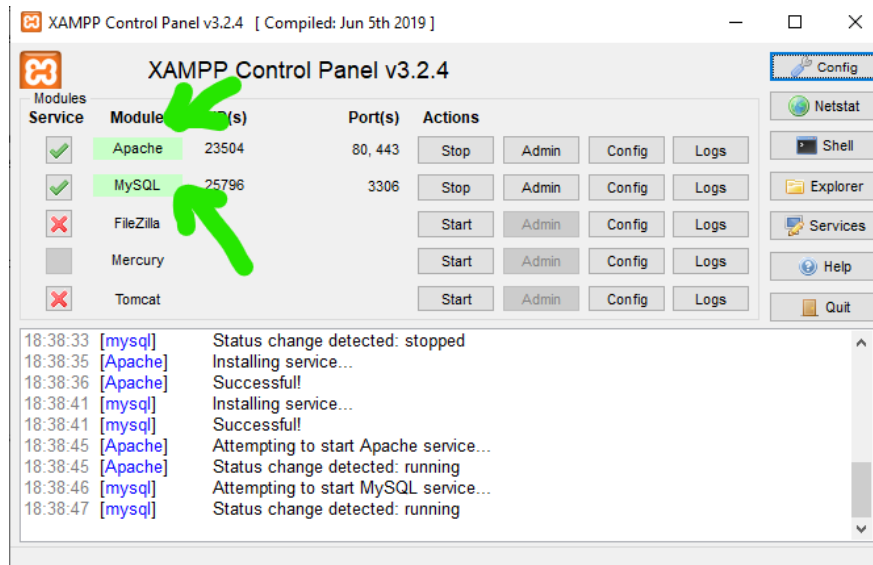 XAMPP Control Panel v3.2.4 [ Compiled: Jun 5th 2019 ]
XAMPP Control Panel v3.2.4
Config
Modules
Service Module (s) Port(s) Actions
Netstat
Apache 23504 80, 443 Stop Admin Config Logs
Shell
MySQL 25796 3306 Stop Admin Config Logs
Explorer
FileZilla Start Admin Config Logs
Services
Mercury Start Admin Config Logs
Help
Tomcat Start Admin Config Logs
Quit
18:38:33 [mysql] Status change detected: stopped
18:38:35 [Apache] Installing service...
18:38:36 [Apache] Successful!
18:38:41 [mysql] Installing service...
18:38:41 [mysql] Successful!
18:38:45 [Apache] Attempting to start Apache service...
18:38:45 [Apache] Status change detected: running
18:38:46 [mysql] Attempting to start MySQL service...
18:38:47 [mysql] Status change detected: running